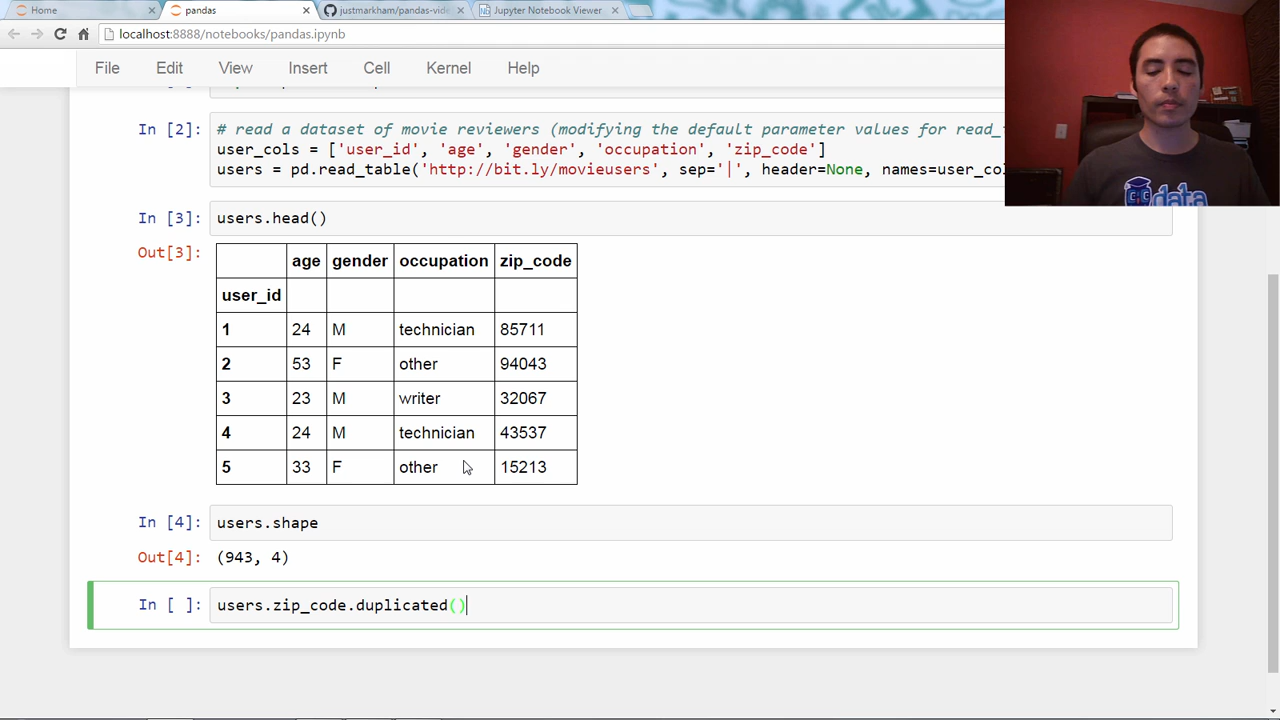 Home
pandas
justmarkham/pandas-vide
Jupyter Notebook Viewer
localhost:8888/notebooks/pandas.ipynb
File Edit View Insert Cell Kernel Help
In [2]: # read a dataset of movie reviewers (modifying the default parameter values for read_
user_cols = ['user_id', 'age', 'gender', 'occupation', 'zip_code']
users = pd.read_table('http://bit.ly/movieusers', sep='|', header=None, names=user_co
In [3]: users.head()
Out[3]:
age gender occupation zip_code
user_id
1 24 M technician 85711
2 53 F other 94043
3 23 M writer 32067
4 24 M technician 43537
5 33 F other 15213
In [4]: users.shape
Out[4]: (943, 4)
In [ ]: users.zip_code.duplicated()
data